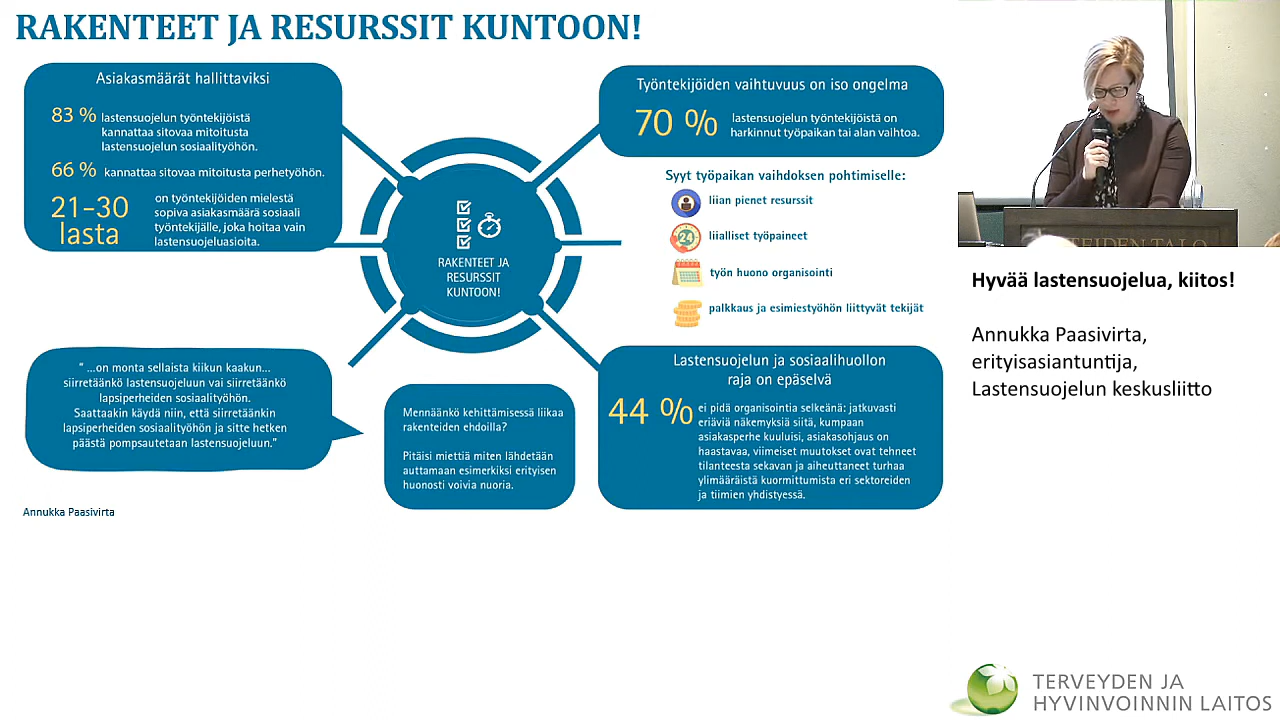 RAKENTEET JA RESURSSIT KUNTOON!
Asiakasmäärät hallittaviksi
83 % lastensuojelun työntekijöistä
kannattaa sitovaa mitoitusta
lastensuojelun sosiaalityöhön.
66 % kannattaa sitovaa mitoitusta perhetyöhön.
21-30
lasta
on työntekijöiden mielestä
sopiva asiakasmäärä sosiaali
työntekijälle, joka hoitaa vain
lastensuojeluasioita.
RAKENTEET JA
RESURSSIT
KUNTOON!
24
Työntekijöiden vaihtuvuus on iso ongelma
70 % lastensuojelun työntekijöistä on
harkinnut työpaikan tai alan vaihtoa.
Syyt työpaikan vaihdoksen pohtimiselle:
liian pienet resurssit
liialliset työpaineet
työn huono organisointi
palkkaus ja esimiestyöhön liittyvät tekijät
" ...on monta sellaista kiikun kaakun...
siirretäänkö lastensuojeluun vai siirretäänkö
lapsiperheiden sosiaalityöhön.
Saattaakin käydä niin, että siirretäänkin
lapsiperheiden sosiaalityöhön ja sitte hetken
päästä pompsautetaan lastensuojeluun."
Mennäänkö kehittämisessä liikaa
rakenteiden ehdoilla?
Pitäisi miettiä miten lähdetään
auttamaan esimerkiksi erityisen
huonosti voivia nuoria.
Lastensuojelun ja sosiaalihuollon
raja on epäselvä
44 % ei pidä organisointia selkeänä: jatkuvasti
eriäviä näkemyksiä siitä, kumpaan
asiakasperhe kuuluisi, asiakasohjaus on
haastavaa, viimeiset muutokset ovat tehneet
tilanteesta sekavan ja aiheuttaneet turhaa
ylimääräistä kuormittumista eri sektoreiden
ja tiimien yhdistyessä.
Annukka Paasivirta
Hyvää lastensuojelua, kiitos!
Annukka Paasivirta,
erityisasiantuntija,
Lastensuojelun keskusliitto
TERVEYDEN JA
HYVINVOINNIN LAITOS